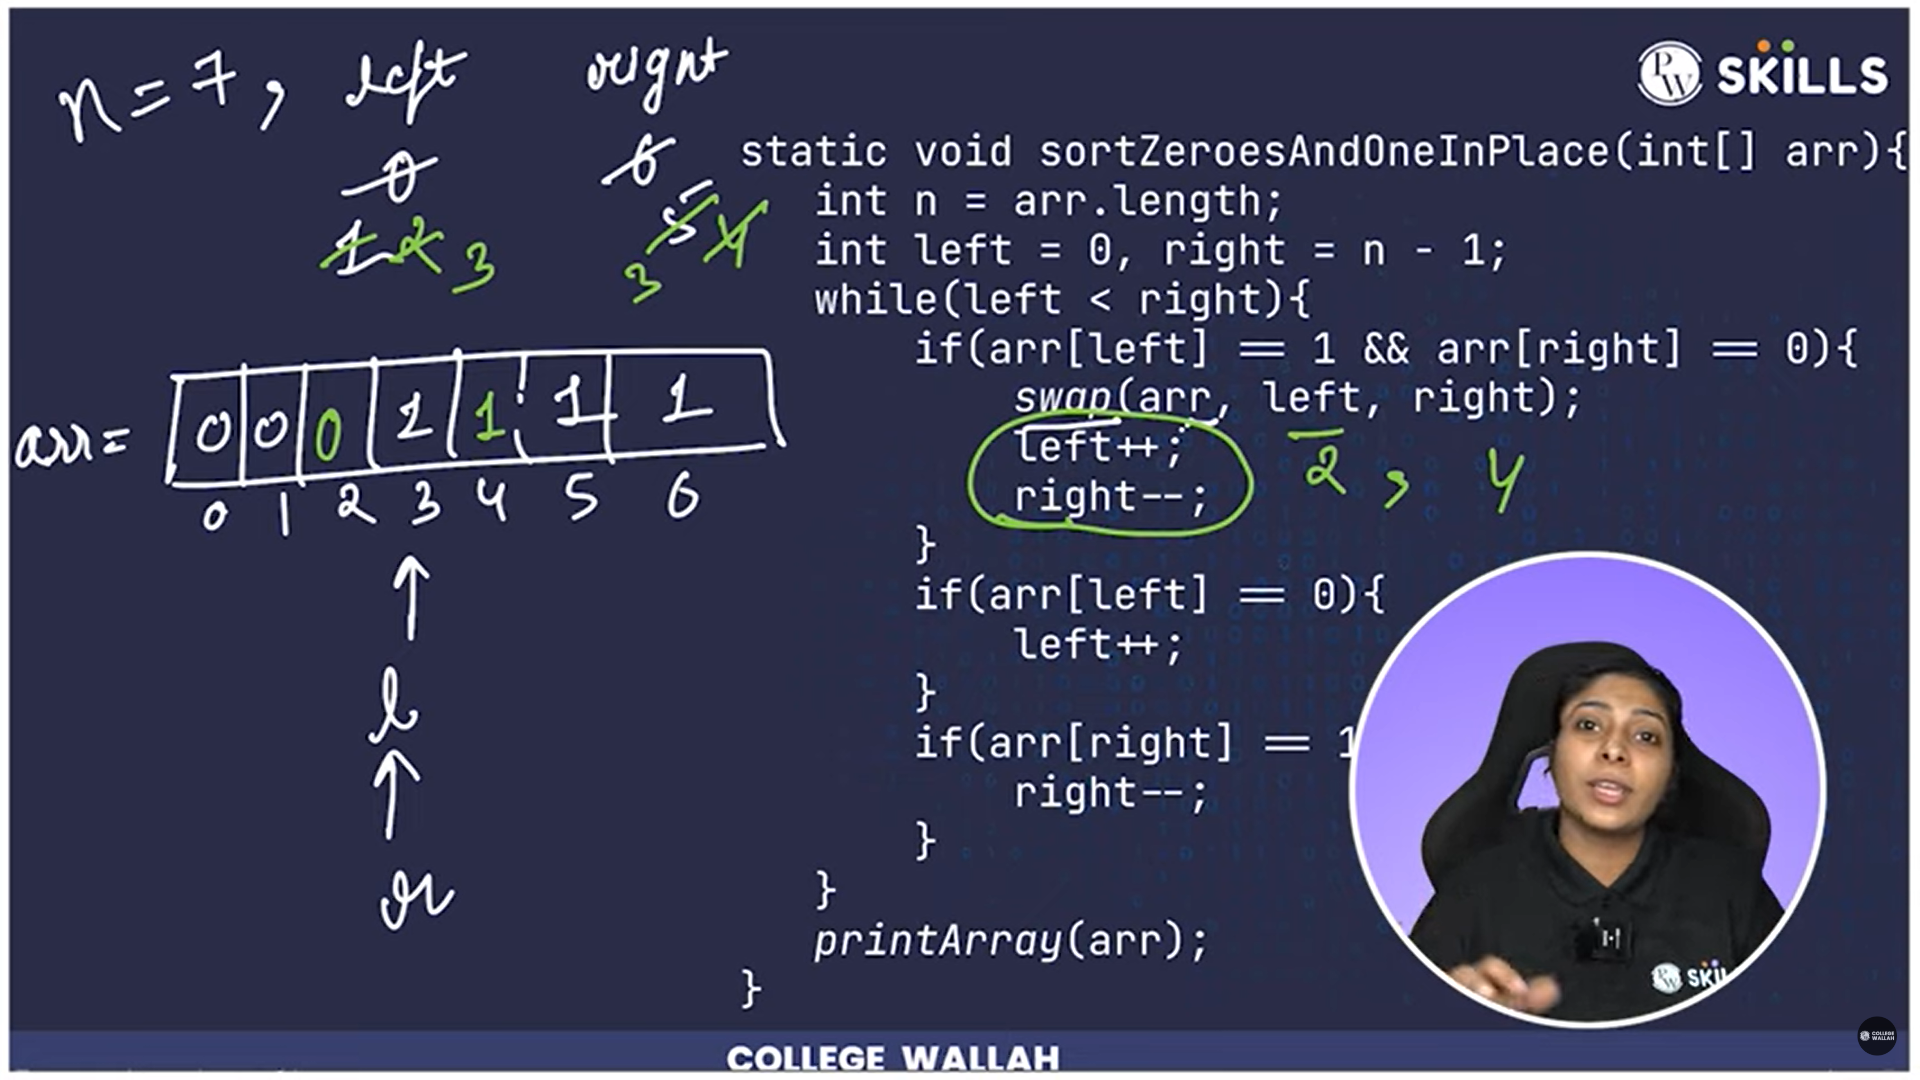 n=7, left right
0 6
1 2 3 5 4
3
PW SKILLS
static void sortZeroesAndOneInPlace(int[] arr){
int n = arr.length;
int left = 0, right = n - 1;
while(left < right){
if(arr[left] == 1 && arr[right] == 0){
swap(arr, left, right);
left++;
right--;
2, 4
}
if(arr[left] == 0){
left++;
}
if(arr[right] == 1
right--;
}
}
printArray(arr);
}
arr= 0 0 0 1 1 1 1
0 1 2 3 4 5 6
l
r
PW SKIL
COLLEGE WALLAH
COLLEGE
WALLAH